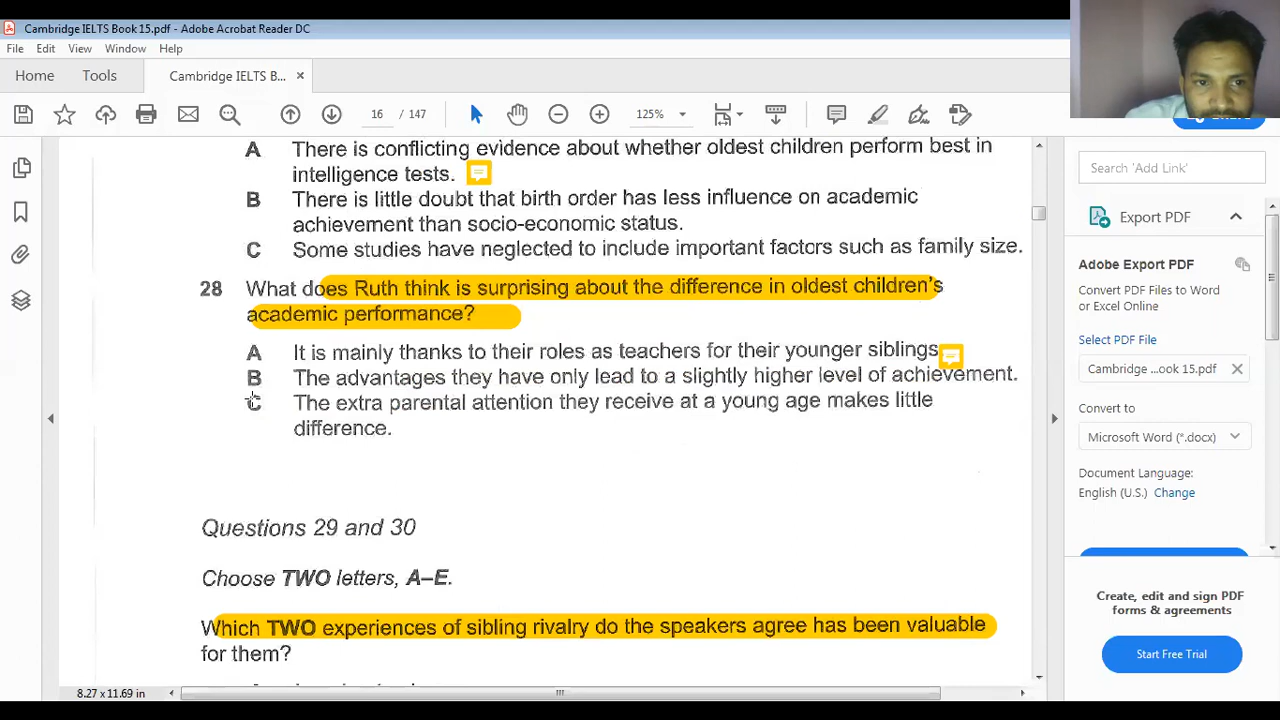 Cambridge IELTS Book 15.pdf - Adobe Acrobat Reader DC
File Edit View Window Help
Home Tools Cambridge IELTS B... ×
16 / 147 125%
A There is conflicting evidence about whether oldest children perform best in
intelligence tests.
B There is little doubt that birth order has less influence on academic
achievement than socio-economic status.
C Some studies have neglected to include important factors such as family size.
28 What does Ruth think is surprising about the difference in oldest children's
academic performance?
A It is mainly thanks to their roles as teachers for their younger siblings
B The advantages they have only lead to a slightly higher level of achievement.
C The extra parental attention they receive at a young age makes little
difference.
Questions 29 and 30
Choose TWO letters, A–E.
Which TWO experiences of sibling rivalry do the speakers agree has been valuable
for them?
8.27 x 11.69 in
Search 'Add Link'
Export PDF
Adobe Export PDF
Convert PDF Files to Word
or Excel Online
Select PDF File
Cambridge ...ook 15.pdf
Convert to
Microsoft Word (*.docx)
Document Language:
English (U.S.) Change
Create, edit and sign PDF
forms & agreements
Start Free Trial